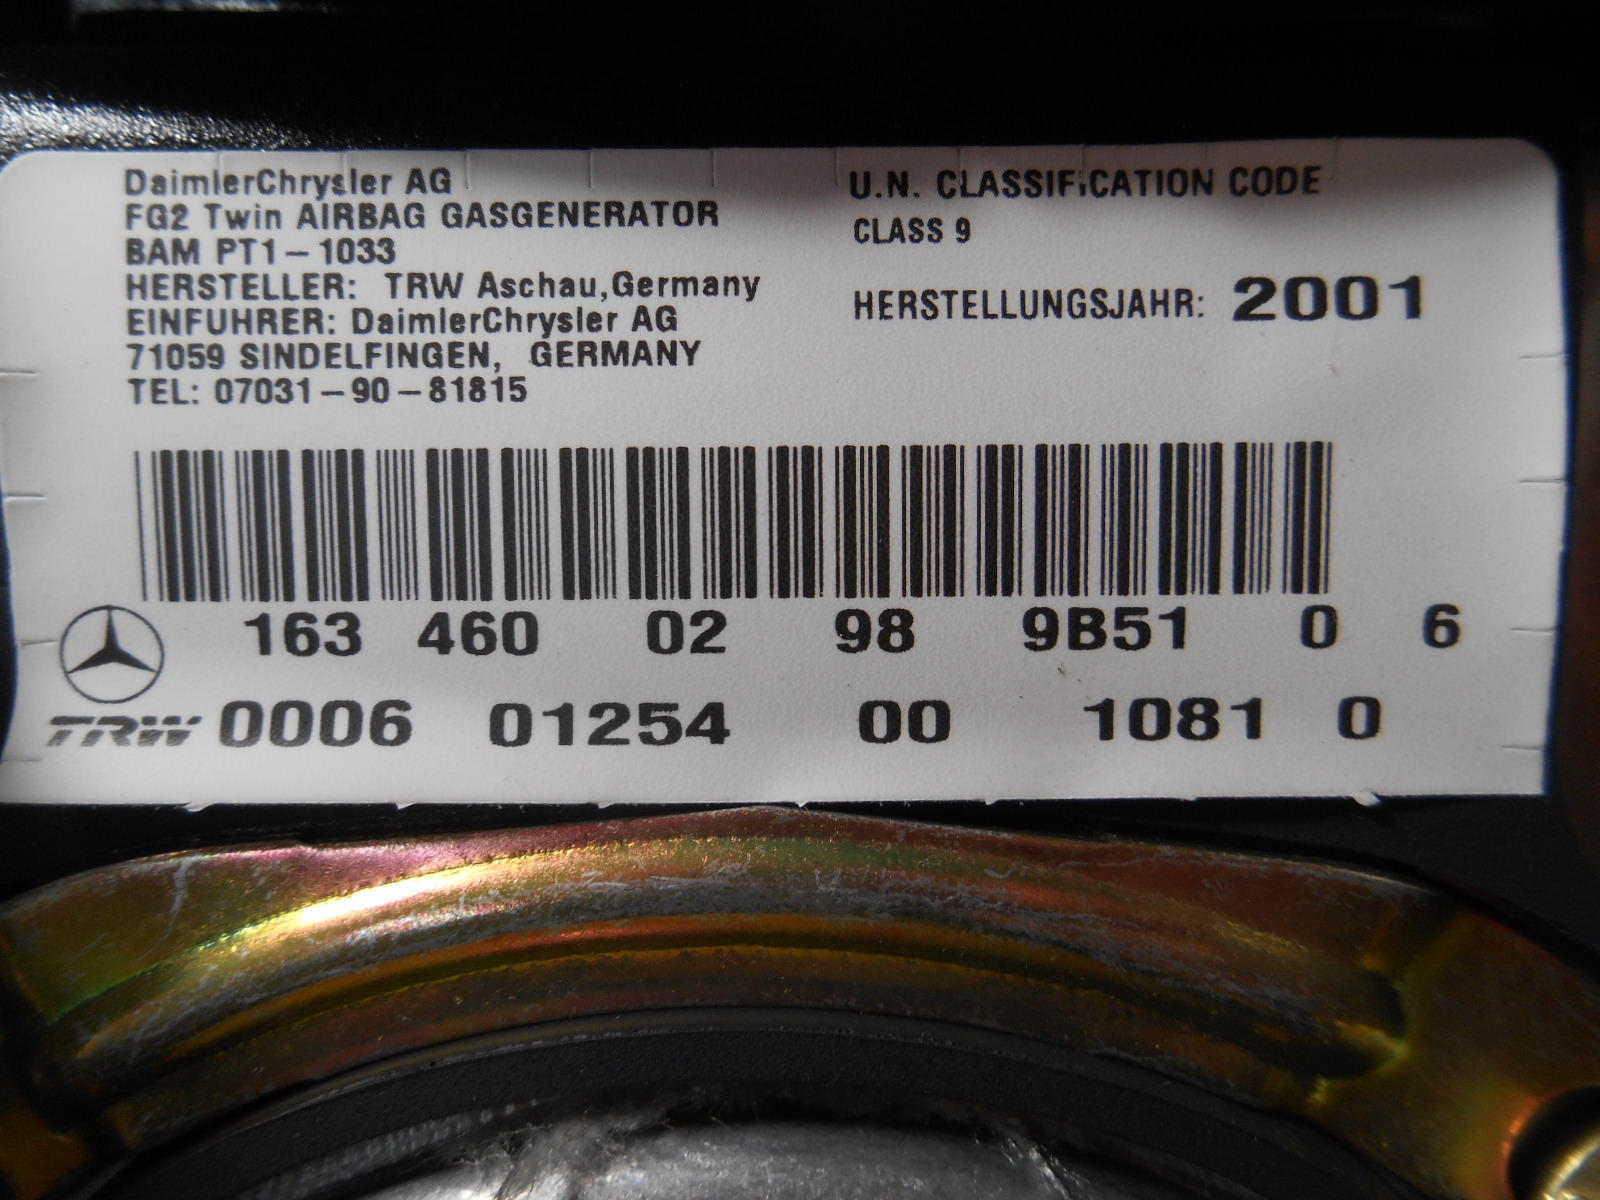 DaimlerChrysler AG
FG2 Twin AIRBAG GASGENERATOR
BAM PT1-1033
HERSTELLER: TRW Aschau,Germany
EINFUHRER: DaimlerChrysler AG
71059 SINDELFINGEN, GERMANY
TEL: 07031-90-81815
U.N. CLASSIFICATION CODE
CLASS 9
HERSTELLUNGSJAHR: 2001
163 460 02 98 9B51 0 6
TRW 0006 01254 00 1081 0